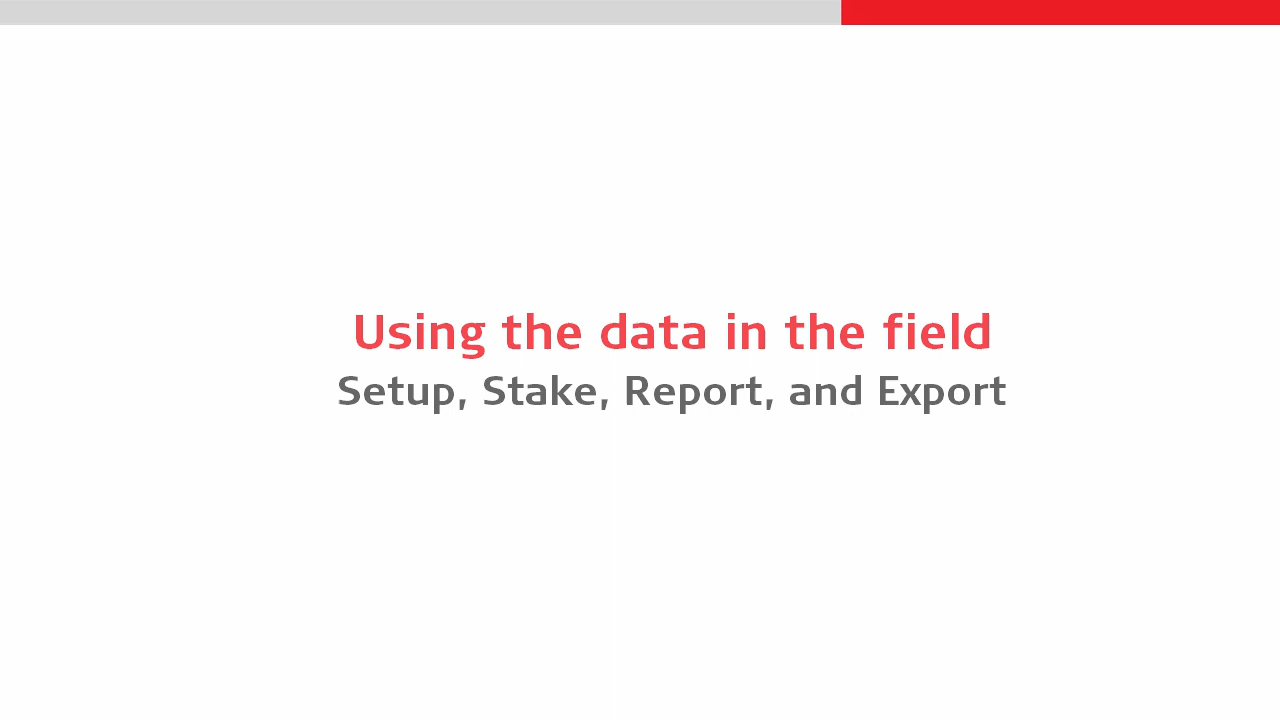 Using the data in the field
Setup, Stake, Report, and Export